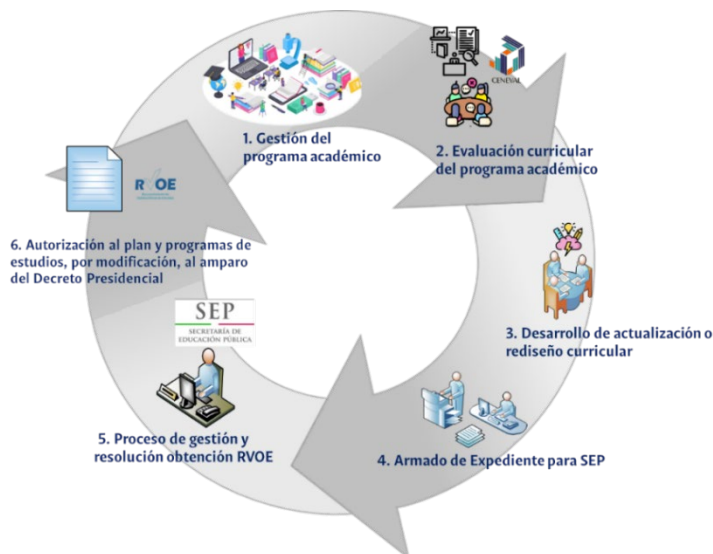 1. Gestión del
programa académico
CENEVAL
2. Evaluación curricular
del programa académico
3. Desarrollo de actualización o
rediseño curricular
4. Armado de Expediente para SEP
SEP
SECRETARÍA DE
EDUCACIÓN PÚBLICA
5. Proceso de gestión y
resolución obtención RVOE
RVOE
6. Autorización al plan y programas de
estudios, por modificación, al amparo
del Decreto Presidencial